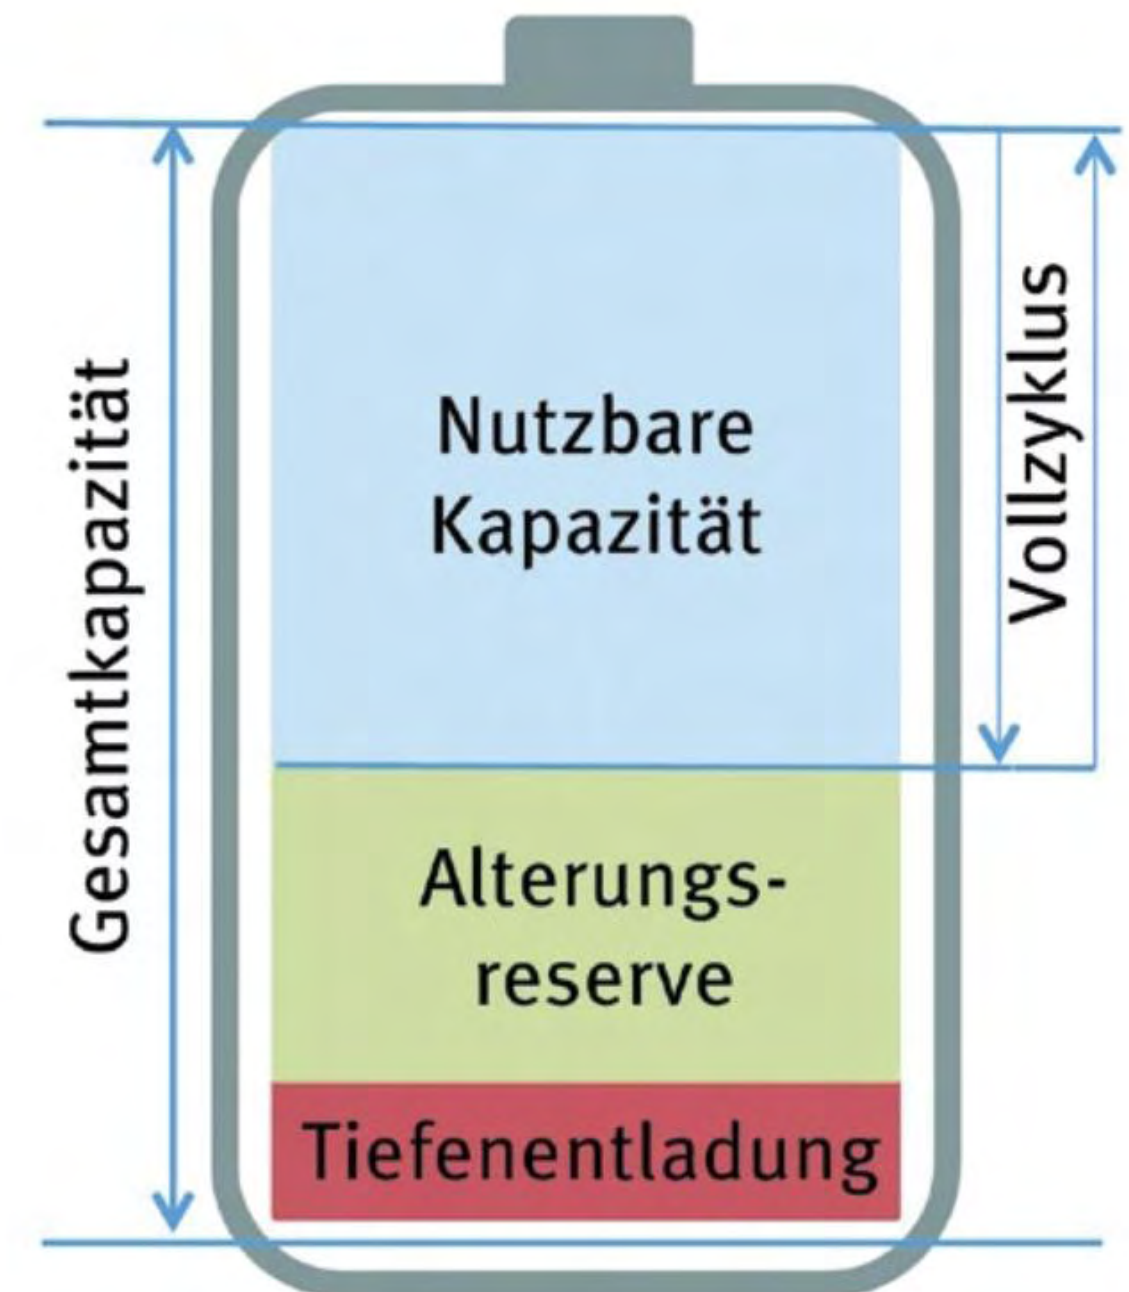 Gesamtkapazität
Nutzbare
Kapazität
Vollzyklus
Alterungs-
reserve
Tiefenentladung